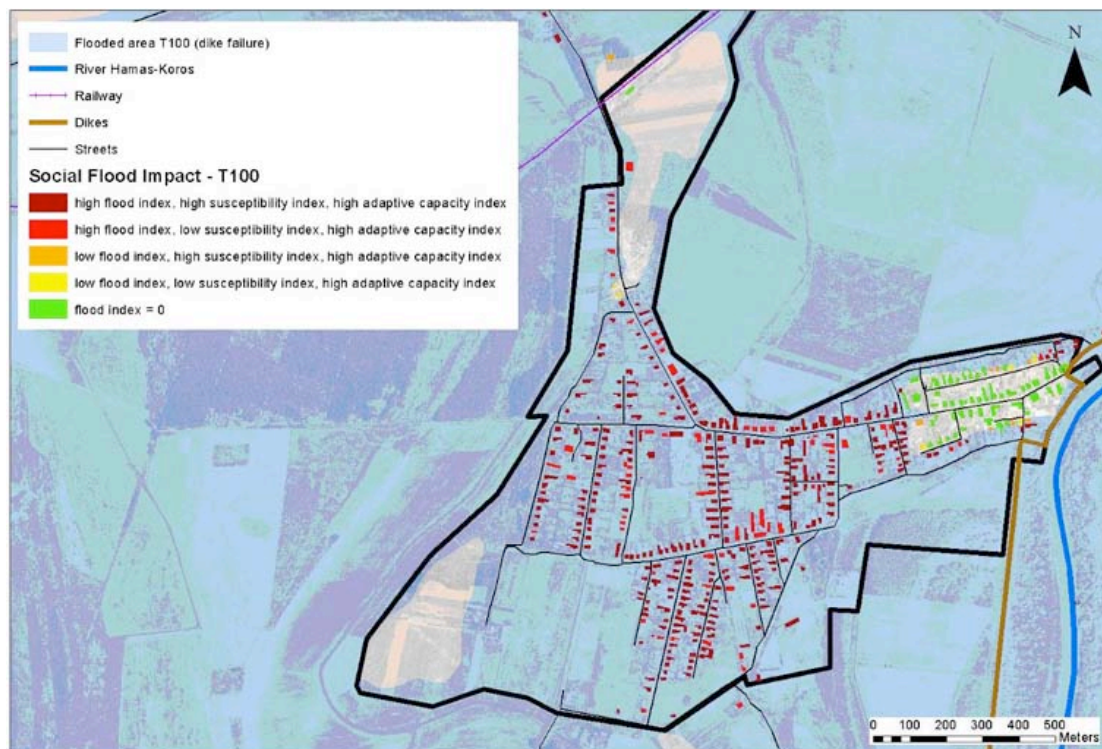 Flooded area T100 (dike failure)
River Hamas-Koros
Railway
Dikes
Streets
Social Flood Impact - T100
high flood index, high susceptibility index, high adaptive capacity index
high flood index, low susceptibility index, high adaptive capacity index
low flood index, high susceptibility index, high adaptive capacity index
low flood index, low susceptibility index, high adaptive capacity index
flood index = 0
N
0 100 200 300 400 500
Meters